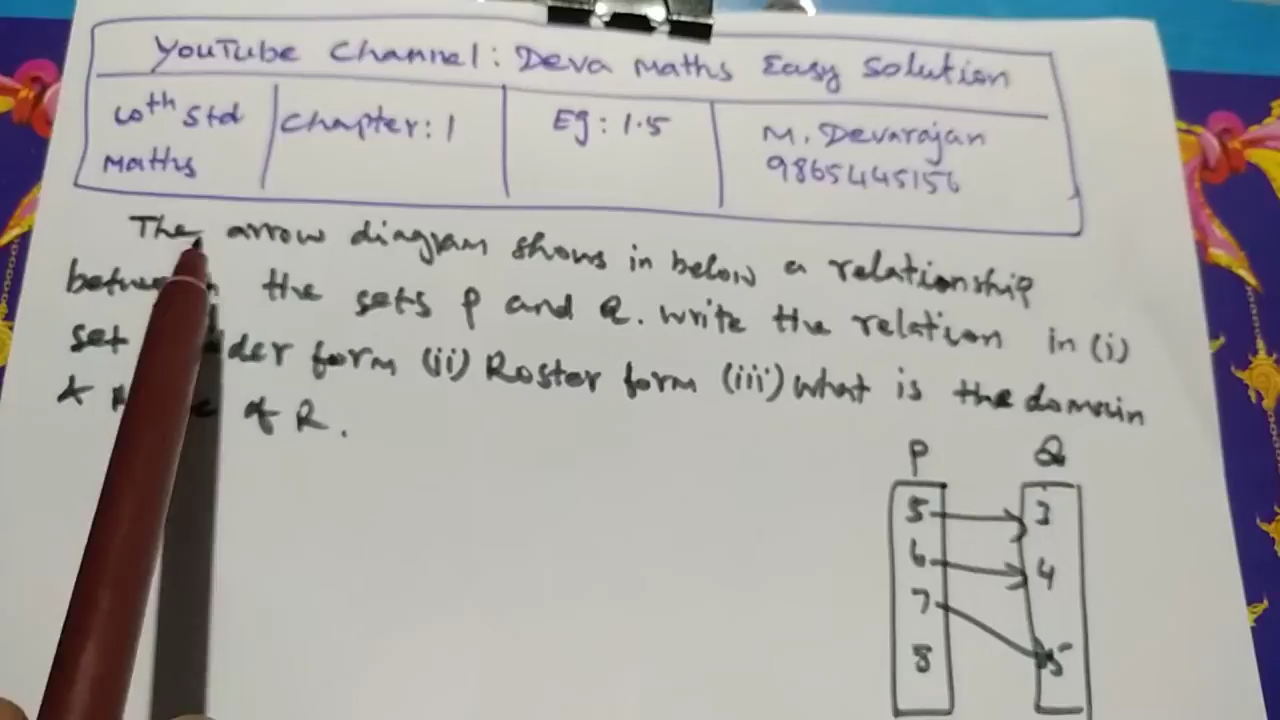 YouTube Channel: Deva Maths Easy Solution
10th Std Maths
Chapter: 1
Eg: 1.5
M. Devarajan
9865445156
The arrow diagram shows in below a relationship
the sets P and Q. write the relation in (i)
set form (ii) Roster form (iii) what is the domain
& of R.
P Q
5 3
6 4
7
8 5